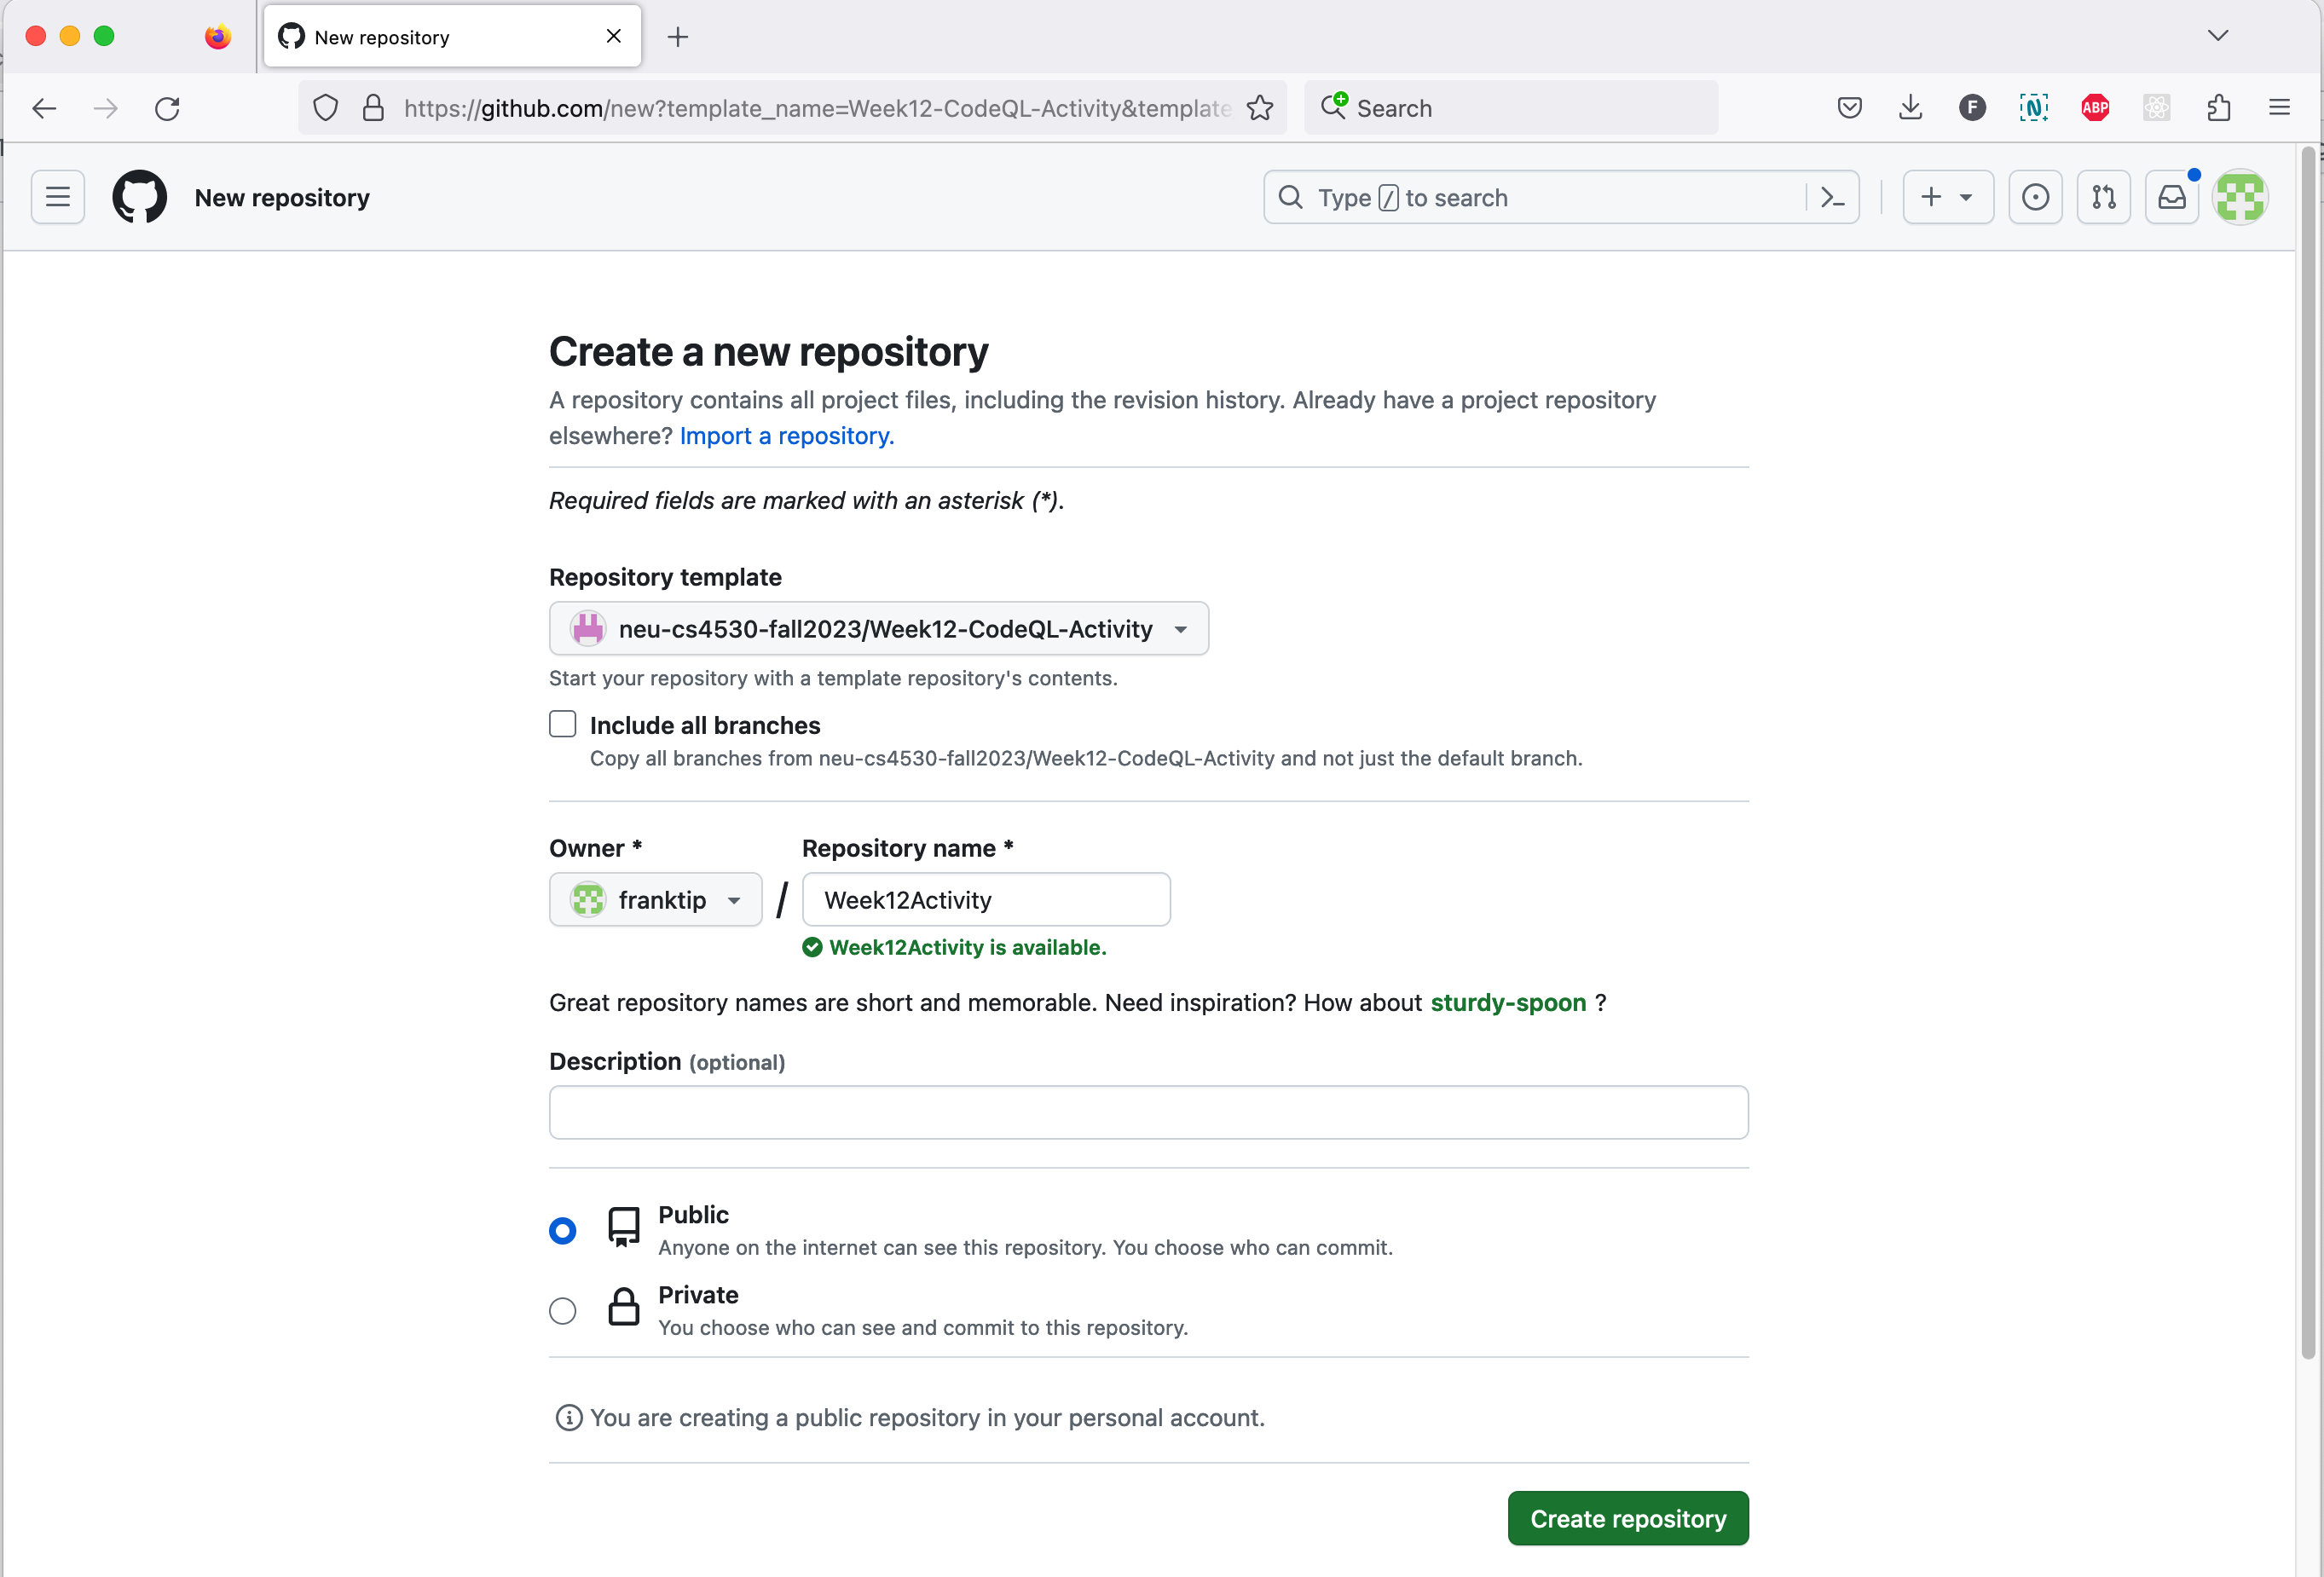 New repository
https://github.com/new?template_name=Week12-CodeQL-Activity&template
Search
F
N
ABP
New repository
Type / to search
Create a new repository
A repository contains all project files, including the revision history. Already have a project repository
elsewhere? Import a repository.
Required fields are marked with an asterisk (*).
Repository template
neu-cs4530-fall2023/Week12-CodeQL-Activity
Start your repository with a template repository's contents.
Include all branches
Copy all branches from neu-cs4530-fall2023/Week12-CodeQL-Activity and not just the default branch.
Owner * Repository name *
franktip / Week12Activity
Week12Activity is available.
Great repository names are short and memorable. Need inspiration? How about sturdy-spoon ?
Description (optional)
Public
Anyone on the internet can see this repository. You choose who can commit.
Private
You choose who can see and commit to this repository.
You are creating a public repository in your personal account.
Create repository